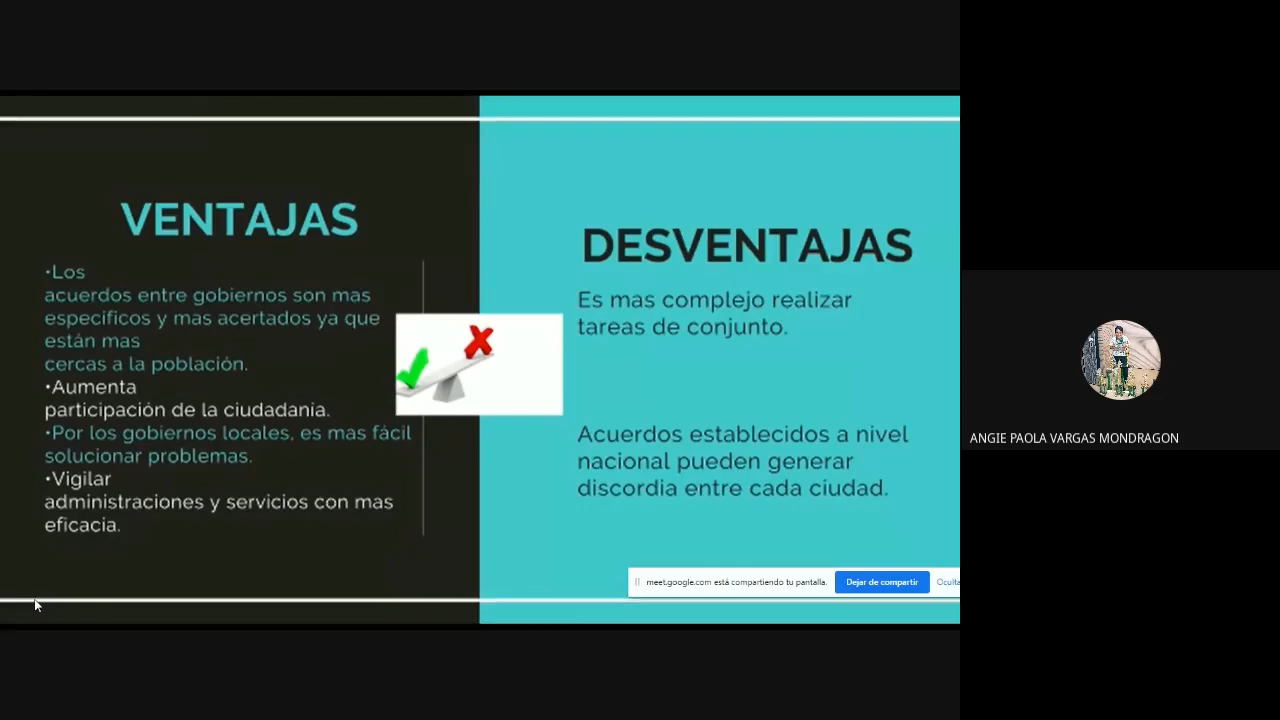 VENTAJAS
•Los
acuerdos entre gobiernos son mas
especificos y mas acertados ya que
están mas
cercas a la población.
•Aumenta
participación de la ciudadania.
•Por los gobiernos locales, es mas fácil
solucionar problemas.
•Vigilar
administraciones y servicios con mas
eficacia.
DESVENTAJAS
Es mas complejo realizar
tareas de conjunto.
Acuerdos establecidos a nivel
nacional pueden generar
discordia entre cada ciudad.
meet.google.com está compartiendo tu pantalla.
Dejar de compartir
Oculta
ANGIE PAOLA VARGAS MONDRAGON